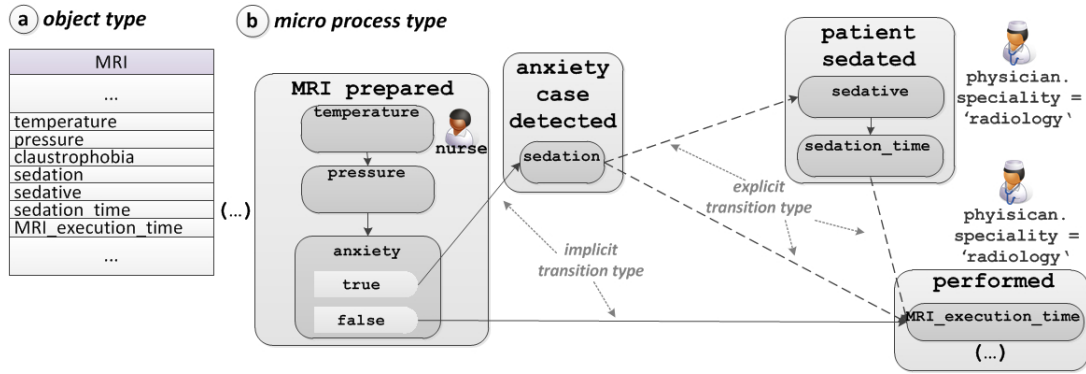 a object type
MRI
...
temperature
pressure
claustrophobia
sedation
sedative
sedation_time
MRI_execution_time
...
(...)
b micro process type
MRI prepared
temperature
nurse
pressure
anxiety
true
false
anxiety
case
detected
sedation
implicit
transition type
explicit
transition type
patient
sedated
sedative
sedation_time
physician.
speciality =
‘radiology‘
phyisican.
speciality =
‘radiology‘
performed
MRI_execution_time
(...)